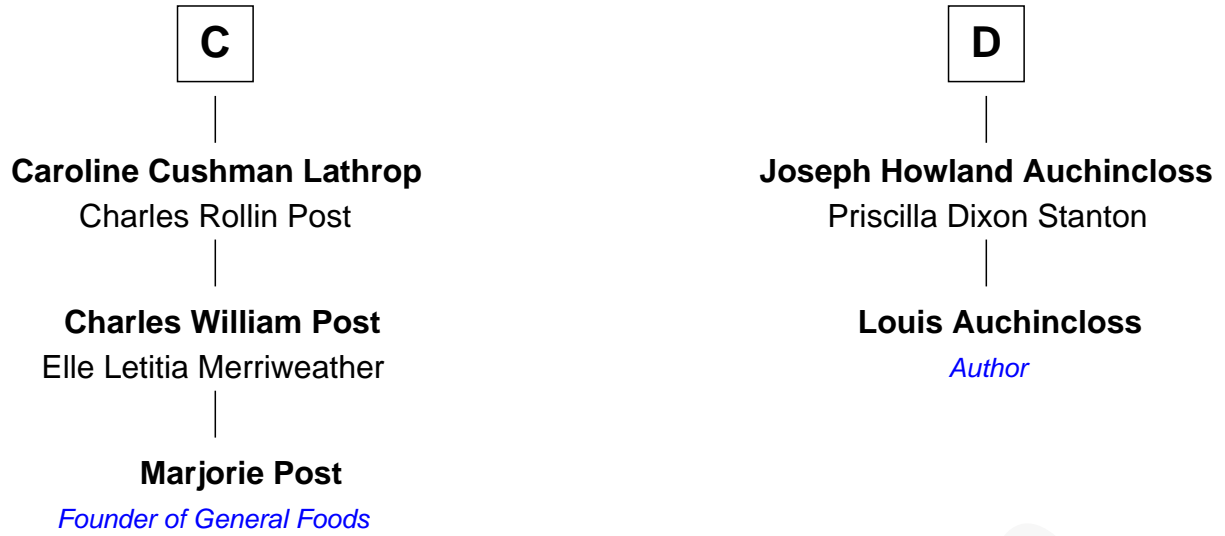 C
Caroline Cushman Lathrop
Charles Rollin Post
Charles William Post
Elle Letitia Merriweather
Marjorie Post
Founder of General Foods
D
Joseph Howland Auchincloss
Priscilla Dixon Stanton
Louis Auchincloss
Author